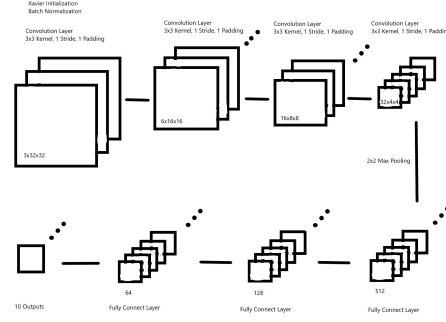 Xavier Initialization
Batch Normalization
Convolution Layer
3x3 Kernel, 1 Stride, 1 Padding
Convolution Layer
3x3 Kernel, 1 Stride, 1 Padding
Convolution Layer
3x3 Kernel, 1 Stride, 1 Padding
Convolution Layer
3x3 Kernel, 1 Stride, 1 Padding
3x32x32
6x16x16
16x8x8
32x4x4
2x2 Max Pooling
10 Outputs
64
Fully Connect Layer
128
Fully Connect Layer
512
Fully Connect Layer